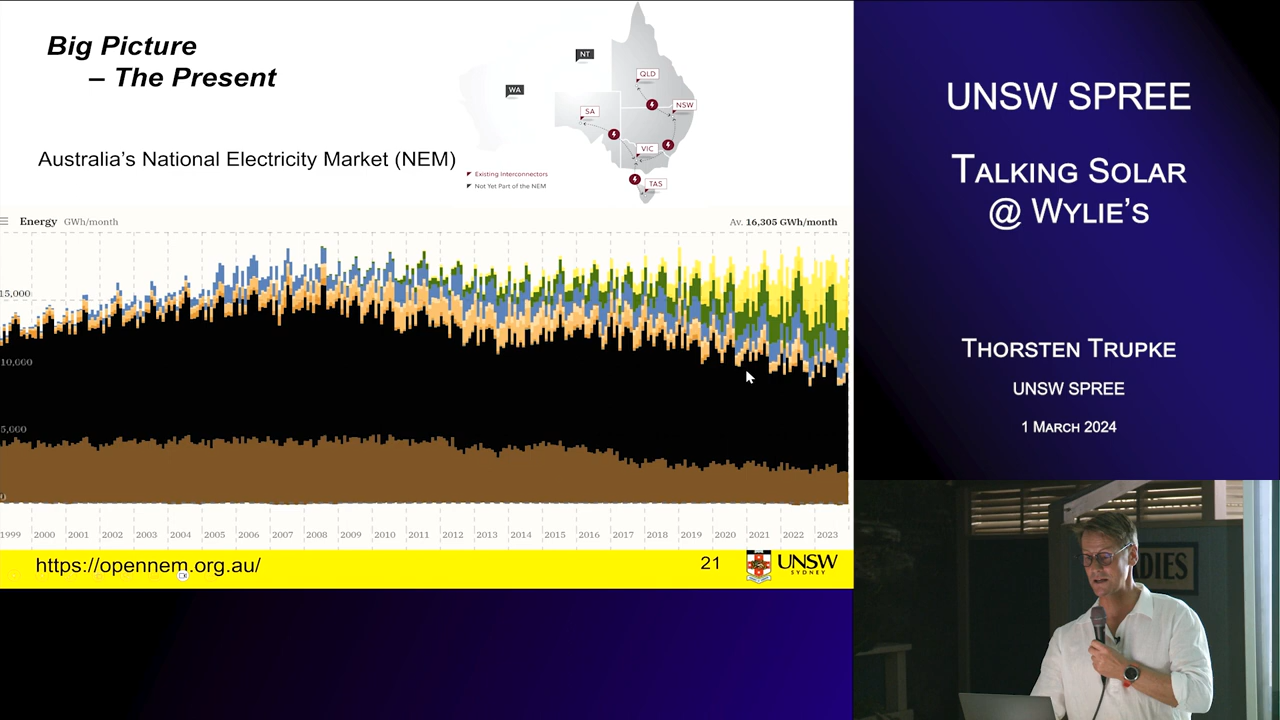 Big Picture
– The Present
Australia's National Electricity Market (NEM)
NT
WA
QLD
SA
NSW
VIC
TAS
Existing Interconnectors
Not Yet Part of the NEM
Energy GWh/month
Av. 16,305 GWh/month
15,000
10,000
5,000
0
1999 2000 2001 2002 2003 2004 2005 2006 2007 2008 2009 2010 2011 2012 2013 2014 2015 2016 2017 2018 2019 2020 2021 2022 2023
https://opennem.org.au/
21
UNSW
SYDNEY
UNSW SPREE
TALKING SOLAR
@ WYLIE'S
THORSTEN TRUPKE
UNSW SPREE
1 MARCH 2024
DIES